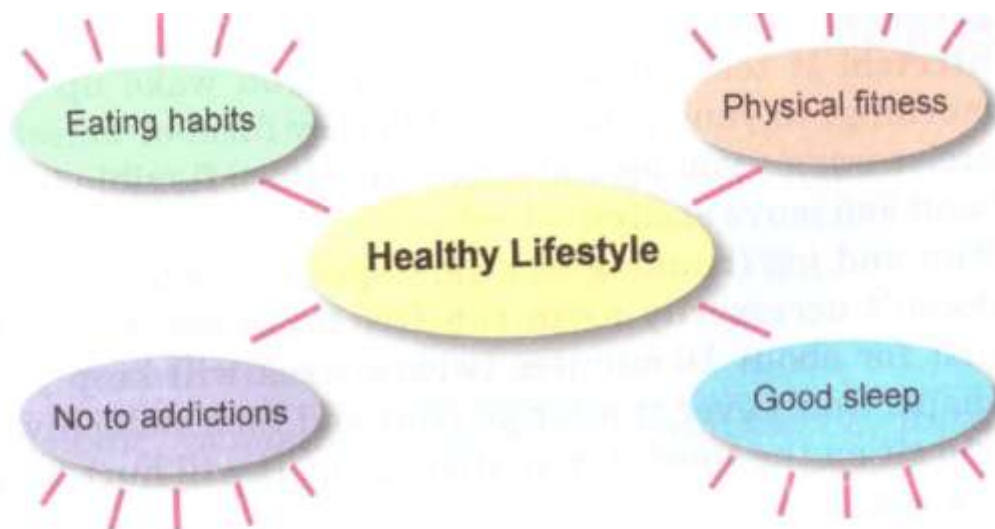 Eating habits
Physical fitness
Healthy Lifestyle
No to addictions
Good sleep